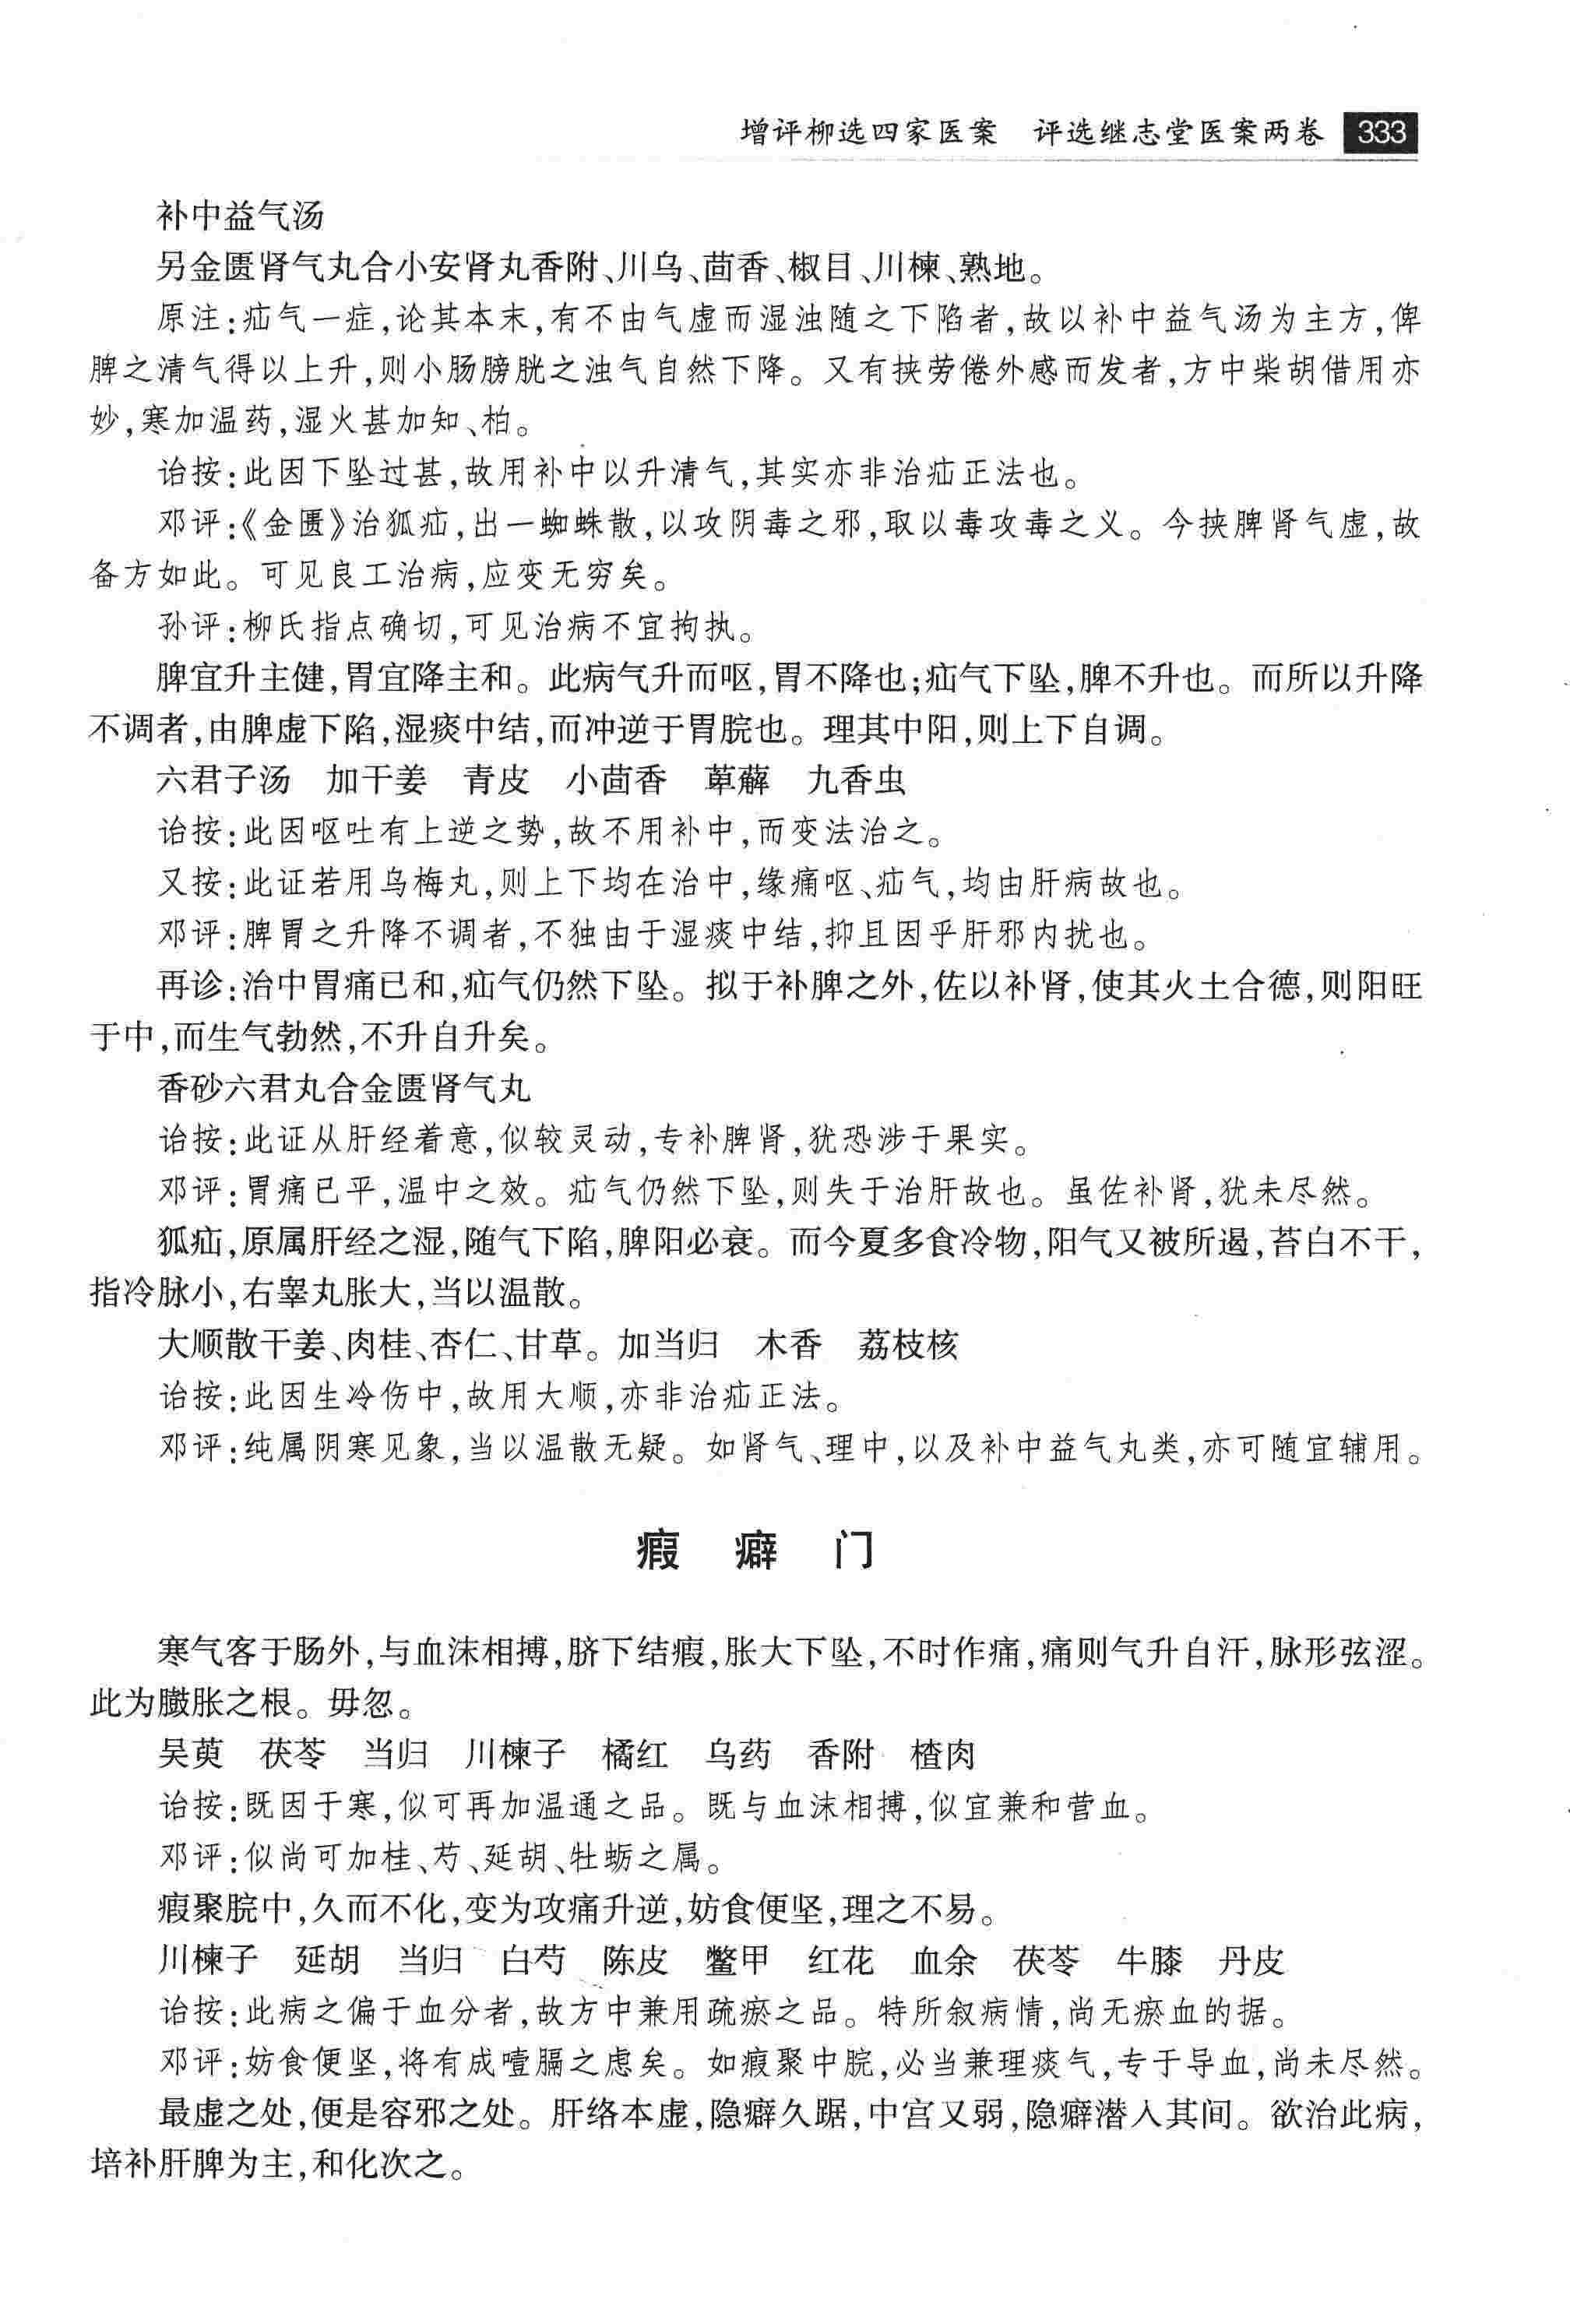 增评柳选四家医案　评选继志堂医案两卷 333
补中益气汤
另金匮肾气丸合小安肾丸香附、川乌、茴香、椒目、川楝、熟地。
原注:疝气一症,论其本末,有不由气虚而湿浊随之下陷者,故以补中益气汤为主方,俾
脾之清气得以上升,则小肠膀胱之浊气自然下降。又有挟劳倦外感而发者,方中柴胡借用亦
妙,寒加温药,湿火甚加知、柏。
诒按:此因下坠过甚,故用补中以升清气,其实亦非治疝正法也。
邓评:《金匮》治狐疝,出一蜘蛛散,以攻阴毒之邪,取以毒攻毒之义。今挟脾肾气虚,故
备方如此。可见良工治病,应变无穷矣。
孙评:柳氏指点确切,可见治病不宜拘执。
脾宜升主健,胃宜降主和。此病气升而呕,胃不降也;疝气下坠,脾不升也。而所以升降
不调者,由脾虚下陷,湿痰中结,而冲逆于胃脘也。理其中阳,则上下自调。
六君子汤　加干姜　青皮　小茴香　萆薢　九香虫
诒按:此因呕吐有上逆之势,故不用补中,而变法治之。
又按:此证若用乌梅丸,则上下均在治中,缘痛呕、疝气,均由肝病故也。
邓评:脾胃之升降不调者,不独由于湿痰中结,抑且因乎肝邪内扰也。
再诊:治中胃痛已和,疝气仍然下坠。拟于补脾之外,佐以补肾,使其火土合德,则阳旺
于中,而生气勃然,不升自升矣。
香砂六君丸合金匮肾气丸
诒按:此证从肝经着意,似较灵动,专补脾肾,犹恐涉于果实。
邓评:胃痛已平,温中之效。疝气仍然下坠,则失于治肝故也。虽佐补肾,犹未尽然。
狐疝,原属肝经之湿,随气下陷,脾阳必衰。而今夏多食冷物,阳气又被所遏,苔白不干,
指冷脉小,右睾丸胀大,当以温散。
大顺散干姜、肉桂、杏仁、甘草。加当归　木香　荔枝核
诒按:此因生冷伤中,故用大顺,亦非治疝正法。
邓评:纯属阴寒见象,当以温散无疑。如肾气、理中,以及补中益气丸类,亦可随宜辅用。
瘕　癖　门
寒气客于肠外,与血沫相搏,脐下结瘕,胀大下坠,不时作痛,痛则气升自汗,脉形弦涩。
此为臌胀之根。毋忽。
吴萸　茯苓　当归　川楝子　橘红　乌药　香附　楂肉
诒按:既因于寒,似可再加温通之品。既与血沫相搏,似宜兼和营血。
邓评:似尚可加桂、芍、延胡、牡蛎之属。
瘕聚脘中,久而不化,变为攻痛升逆,妨食便坚,理之不易。
川楝子　延胡　当归　白芍　陈皮　鳖甲　红花　血余　茯苓　牛膝　丹皮
诒按:此病之偏于血分者,故方中兼用疏瘀之品。特所叙病情,尚无瘀血的据。
邓评:妨食便坚,将有成噎膈之虑矣。如瘕聚中脘,必当兼理痰气,专于导血,尚未尽然。
最虚之处,便是容邪之处。肝络本虚,隐癖久踞,中宫又弱,隐癖潜入其间。欲治此病,
培补肝脾为主,和化次之。